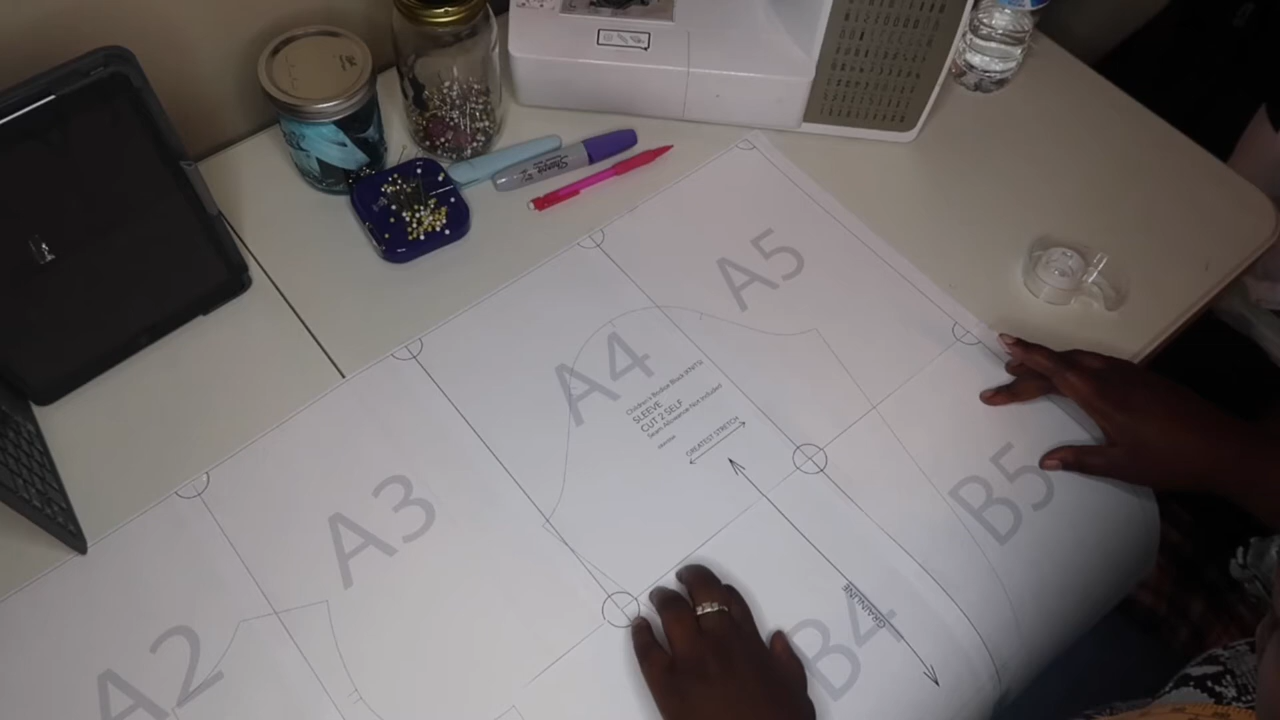 Sharpie
A5
A4
Children's Bodice Block (KNITS)
SLEEVE
CUT 2 SELF
Seam Allowance Not Included
GREATEST STRETCH
A3
B5
GRAINLINE
B4
A2